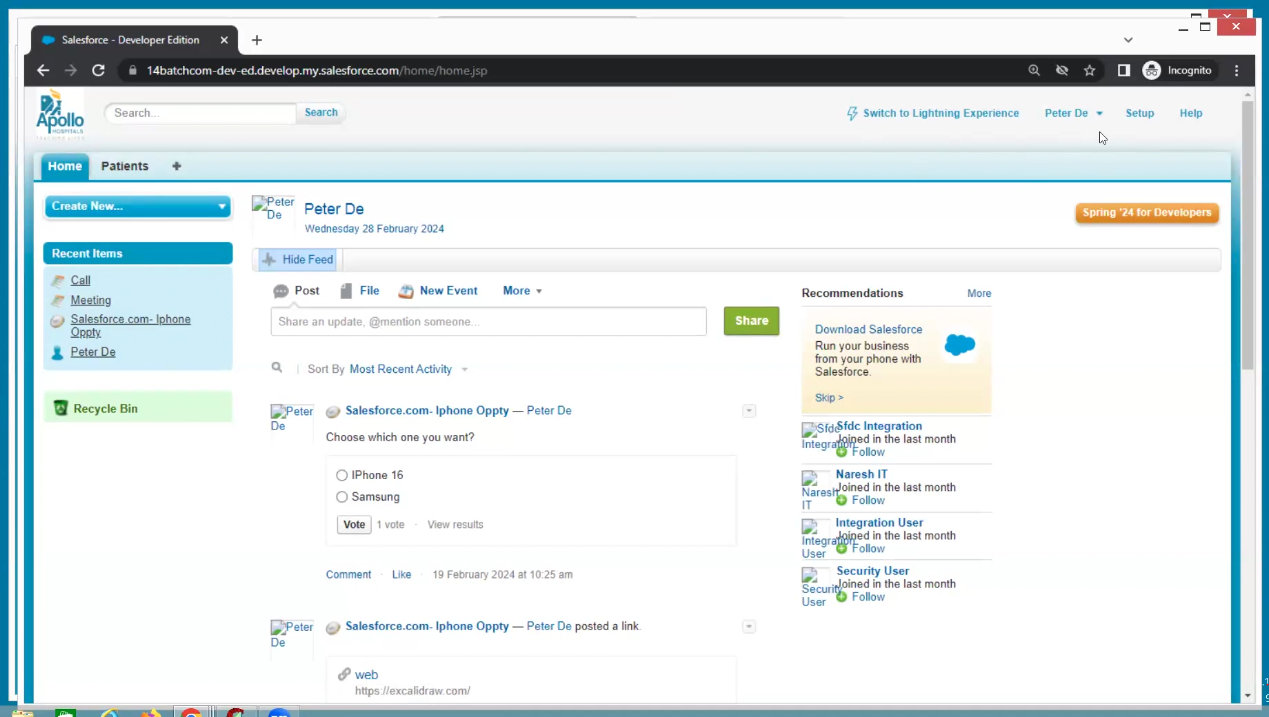 Salesforce - Developer Edition
14batchcom-dev-ed.develop.my.salesforce.com/home/home.jsp
Incognito
Apollo
HOSPITALS
Search...
Search
Switch to Lightning Experience
Peter De
Setup
Help
Home
Patients
Create New...
Peter De
Peter De
Wednesday 28 February 2024
Spring '24 for Developers
Recent Items
Call
Meeting
Salesforce.com- Iphone
Oppty
Peter De
Recycle Bin
Hide Feed
Post
File
New Event
More
Share an update, @mention someone...
Share
Sort By Most Recent Activity
Peter
De
Salesforce.com- Iphone Oppty — Peter De
Choose which one you want?
IPhone 16
Samsung
Vote
1 vote · View results
Comment · Like · 19 February 2024 at 10:25 am
Peter
De
Salesforce.com- Iphone Oppty — Peter De posted a link.
web
https://excalidraw.com/
Recommendations
More
Download Salesforce
Run your business
from your phone with
Salesforce.
Skip >
Sfdc
Integration
Sfdc Integration
Joined in the last month
Follow
Naresh
IT
Naresh IT
Joined in the last month
Follow
Integration
User
Integration User
Joined in the last month
Follow
Security
User
Security User
Joined in the last month
Follow